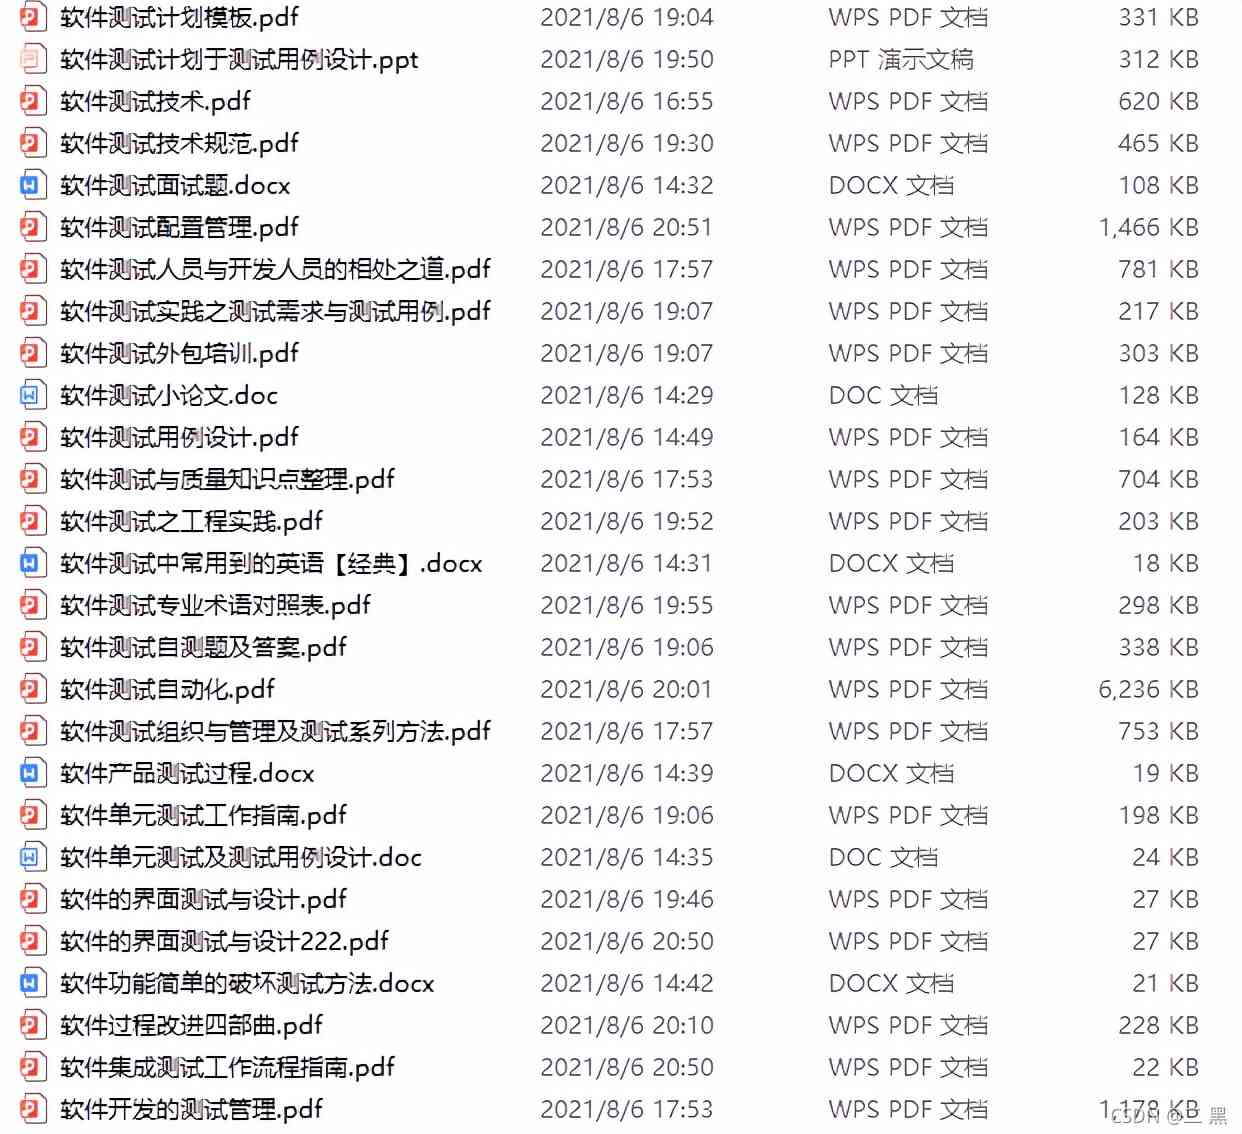 软件测试计划模板.pdf 2021/8/6 19:04 WPS PDF 文档 331 KB
软件测试计划于测试用例设计.ppt 2021/8/6 19:50 PPT 演示文稿 312 KB
软件测试技术.pdf 2021/8/6 16:55 WPS PDF 文档 620 KB
软件测试技术规范.pdf 2021/8/6 19:30 WPS PDF 文档 465 KB
软件测试面试题.docx 2021/8/6 14:32 DOCX 文档 108 KB
软件测试配置管理.pdf 2021/8/6 20:51 WPS PDF 文档 1,466 KB
软件测试人员与开发人员的相处之道.pdf 2021/8/6 17:57 WPS PDF 文档 781 KB
软件测试实践之测试需求与测试用例.pdf 2021/8/6 19:07 WPS PDF 文档 217 KB
软件测试外包培训.pdf 2021/8/6 19:07 WPS PDF 文档 303 KB
软件测试小论文.doc 2021/8/6 14:29 DOC 文档 128 KB
软件测试用例设计.pdf 2021/8/6 14:49 WPS PDF 文档 164 KB
软件测试与质量知识点整理.pdf 2021/8/6 17:53 WPS PDF 文档 704 KB
软件测试之工程实践.pdf 2021/8/6 19:52 WPS PDF 文档 203 KB
软件测试中常用到的英语【经典】.docx 2021/8/6 14:31 DOCX 文档 18 KB
软件测试专业术语对照表.pdf 2021/8/6 19:55 WPS PDF 文档 298 KB
软件测试自测题及答案.pdf 2021/8/6 19:06 WPS PDF 文档 338 KB
软件测试自动化.pdf 2021/8/6 20:01 WPS PDF 文档 6,236 KB
软件测试组织与管理及测试系列方法.pdf 2021/8/6 17:57 WPS PDF 文档 753 KB
软件产品测试过程.docx 2021/8/6 14:39 DOCX 文档 19 KB
软件单元测试工作指南.pdf 2021/8/6 19:06 WPS PDF 文档 198 KB
软件单元测试及测试用例设计.doc 2021/8/6 14:35 DOC 文档 24 KB
软件的界面测试与设计.pdf 2021/8/6 19:46 WPS PDF 文档 27 KB
软件的界面测试与设计222.pdf 2021/8/6 20:50 WPS PDF 文档 27 KB
软件功能简单的破坏测试方法.docx 2021/8/6 14:42 DOCX 文档 21 KB
软件过程改进四部曲.pdf 2021/8/6 20:10 WPS PDF 文档 228 KB
软件集成测试工作流程指南.pdf 2021/8/6 20:50 WPS PDF 文档 22 KB
软件开发的测试管理.pdf 2021/8/6 17:53 WPS PDF 文档 1,178 KB
CSDN @三 黑